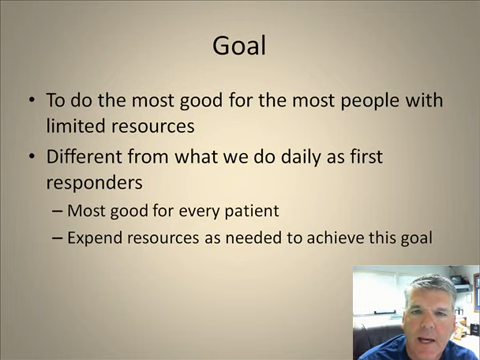 Goal
• To do the most good for the most people with
limited resources
• Different from what we do daily as first
responders
– Most good for every patient
– Expend resources as needed to achieve this goal